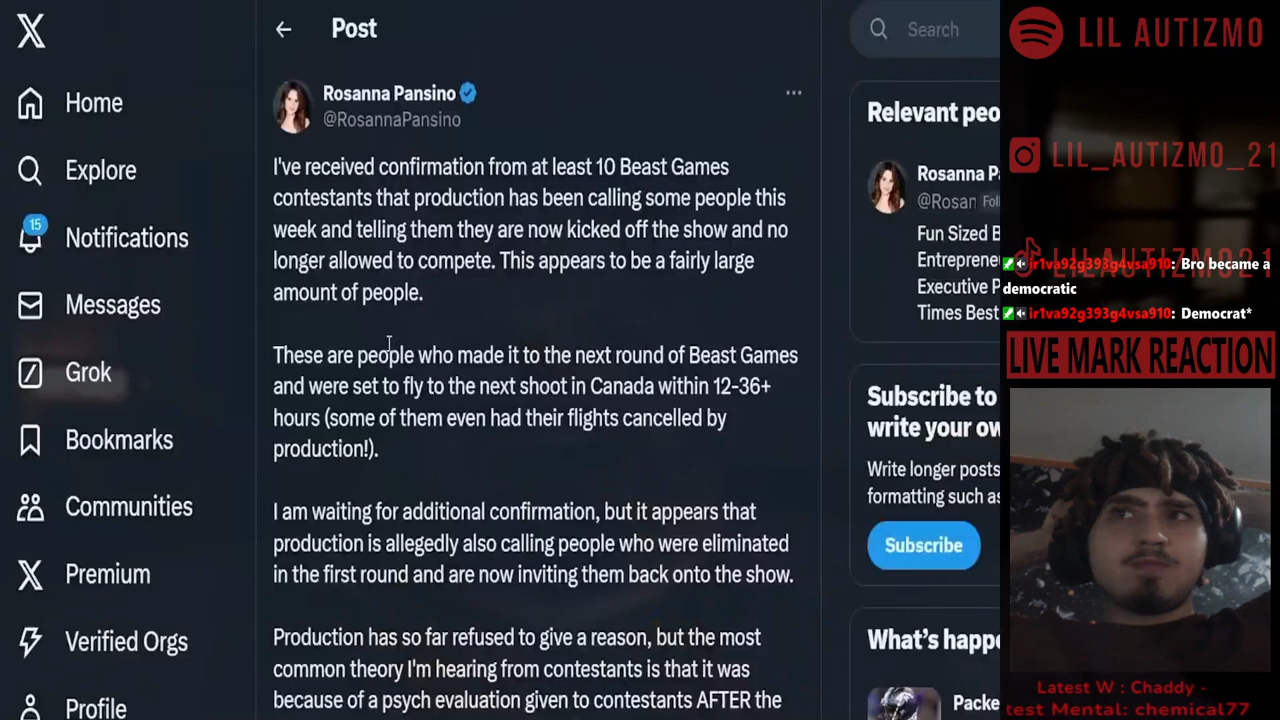 Home
Explore
15
Notifications
Messages
Grok
Bookmarks
Communities
Premium
Verified Orgs
Profile
Post
Rosanna Pansino
@RosannaPansino
I've received confirmation from at least 10 Beast Games
contestants that production has been calling some people this
week and telling them they are now kicked off the show and no
longer allowed to compete. This appears to be a fairly large
amount of people.
These are people who made it to the next round of Beast Games
and were set to fly to the next shoot in Canada within 12-36+
hours (some of them even had their flights cancelled by
production!).
I am waiting for additional confirmation, but it appears that
production is allegedly also calling people who were eliminated
in the first round and are now inviting them back onto the show.
Production has so far refused to give a reason, but the most
common theory I'm hearing from contestants is that it was
because of a psych evaluation given to contestants AFTER the
Search
Relevant peo
Rosanna Pa
@Rosan
Foll
Fun Sized B
Entreprene
Executive P
Times Best
Subscribe to
write your ow
Write longer posts
formatting such as
Subscribe
What's happe
Packe
LIL AUTIZMO
LIL_AUTIZMO_21
LILAUTIZMO21
ir1va92g393g4vsa910: Bro became a
democratic
ir1va92g393g4vsa910: Democrat*
LIVE MARK REACTION
Latest W : Chaddy -
test Mental: chemical77